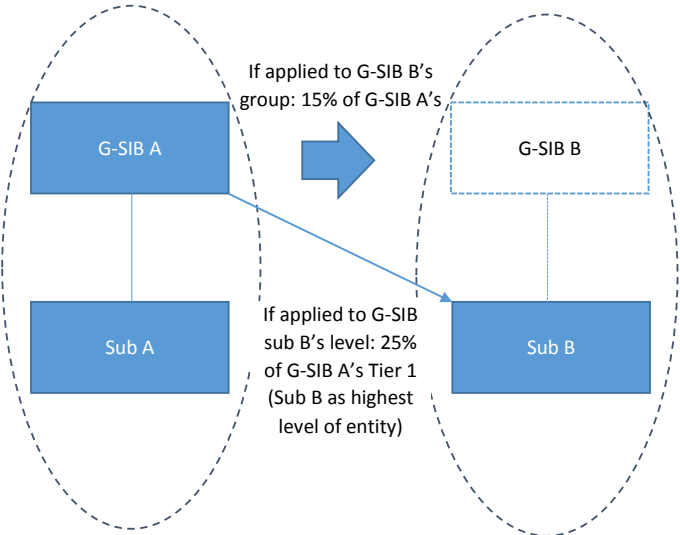 If applied to G-SIB B's
group: 15% of G-SIB A's
G-SIB A
G-SIB B
If applied to G-SIB
sub B's level: 25%
of G-SIB A's Tier 1
(Sub B as highest
level of entity)
Sub A
Sub B